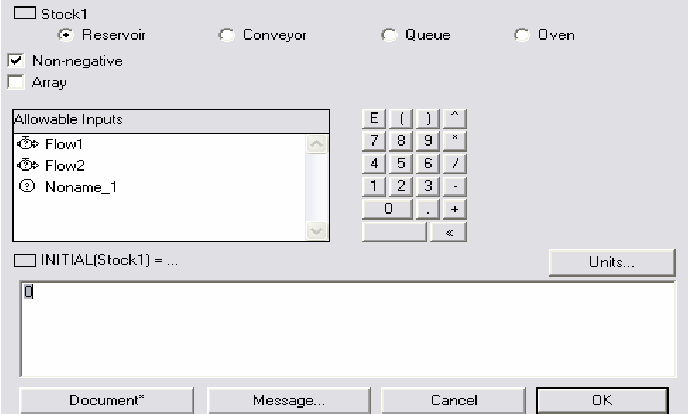 Stock1
Reservoir Conveyor Queue Oven
Non-negative
Array
Allowable Inputs
Flow1
Flow2
Noname_1
E ( ) ^
7 8 9 *
4 5 6 /
1 2 3 -
0 . +
«
INITIAL(Stock1) = ...
Units...
0
Document* Message... Cancel OK